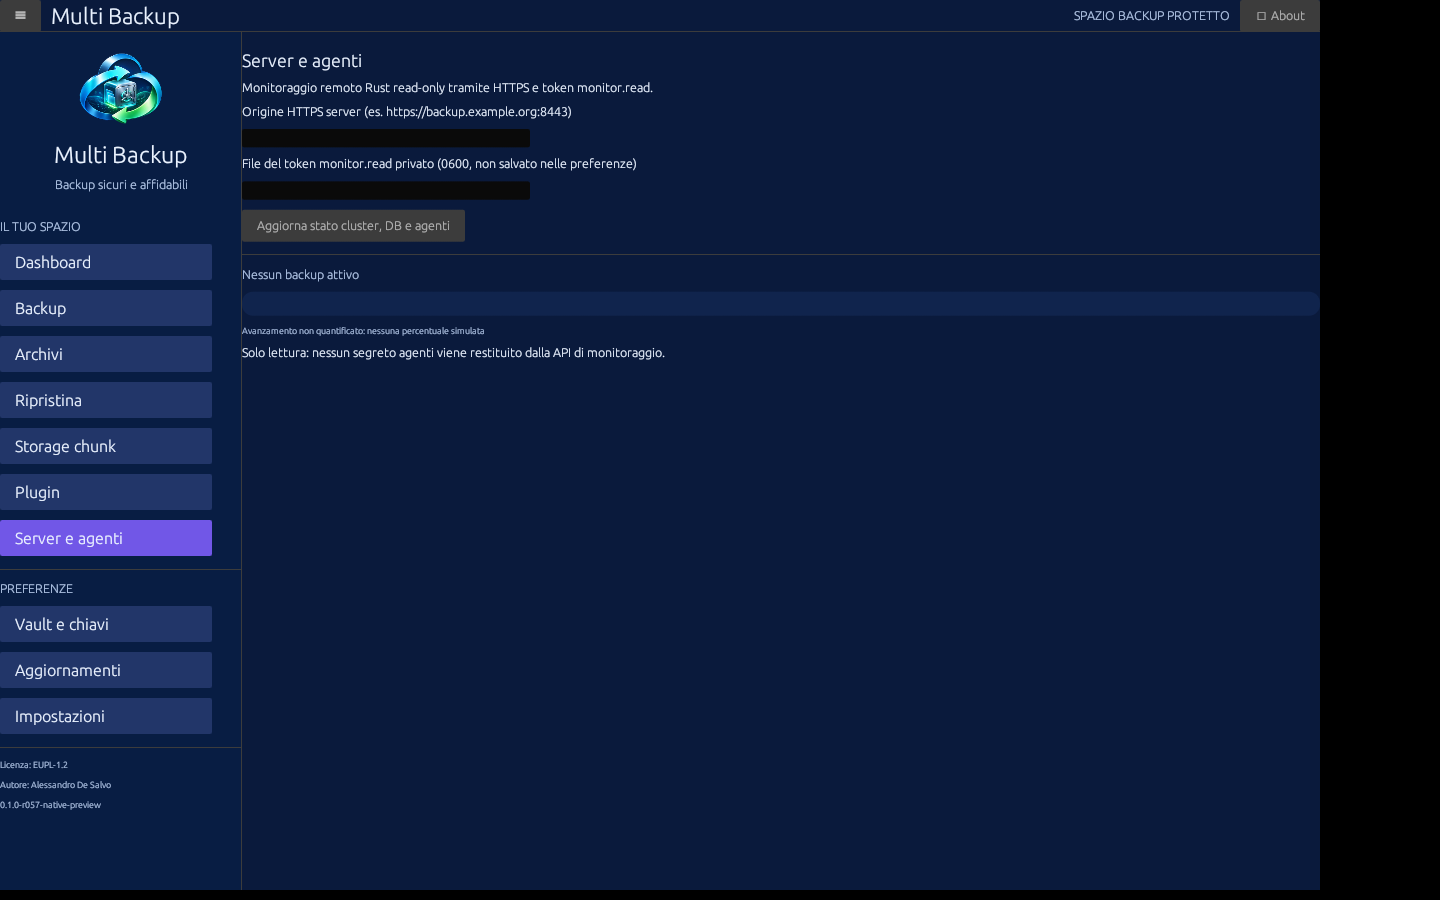 Multi Backup
SPAZIO BACKUP PROTETTO
About
Multi Backup
Backup sicuri e affidabili
IL TUO SPAZIO
Dashboard
Backup
Archivi
Ripristina
Storage chunk
Plugin
Server e agenti
PREFERENZE
Vault e chiavi
Aggiornamenti
Impostazioni
Licenza: EUPL-1.2
Autore: Alessandro De Salvo
0.1.0-r057-native-preview
Server e agenti
Monitoraggio remoto Rust read-only tramite HTTPS e token monitor.read.
Origine HTTPS server (es. https://backup.example.org:8443)
File del token monitor.read privato (0600, non salvato nelle preferenze)
Aggiorna stato cluster, DB e agenti
Nessun backup attivo
Avanzamento non quantificato: nessuna percentuale simulata
Solo lettura: nessun segreto agenti viene restituito dalla API di monitoraggio.